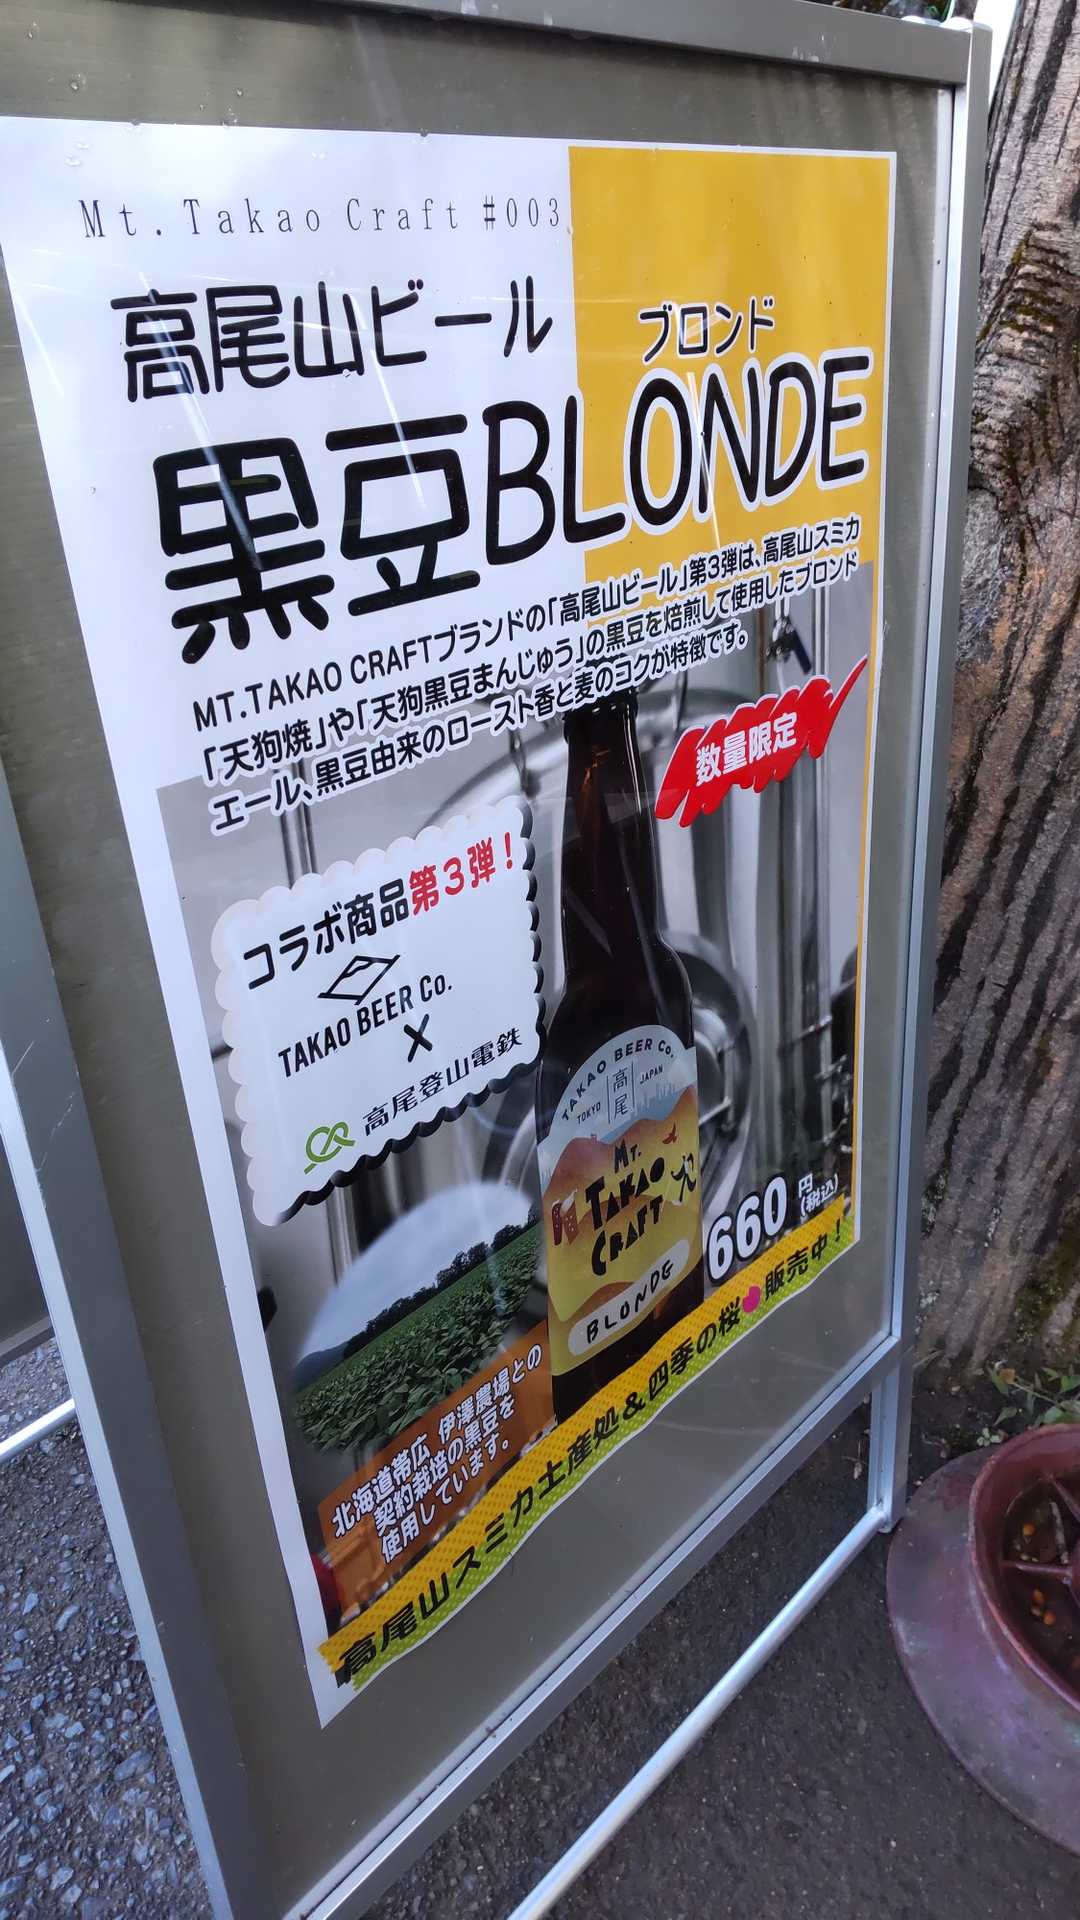 Mt.Takao Craft #003
高尾山ビール
ブロンド
黒豆BLONDE
MT.TAKAO CRAFTブランドの「高尾山ビール」第3弾は、高尾山スミカ
「天狗焼」や「天狗黒豆まんじゅう」の黒豆を焙煎して使用したブロンド
エール、黒豆由来のロースト香と麦のコクが特徴です。
数量限定
コラボ商品第3弾！
TAKAO BEER Co.
×
高尾登山電鉄
TAKAO BEER Co.
TOKYO 高尾 JAPAN
MT.
TAKAO
CRAFT
BLONDE
660円(税込)
北海道帯広 伊澤農場との
契約栽培の黒豆を
使用しています。
高尾山スミカ土産処&四季の桜販売中！